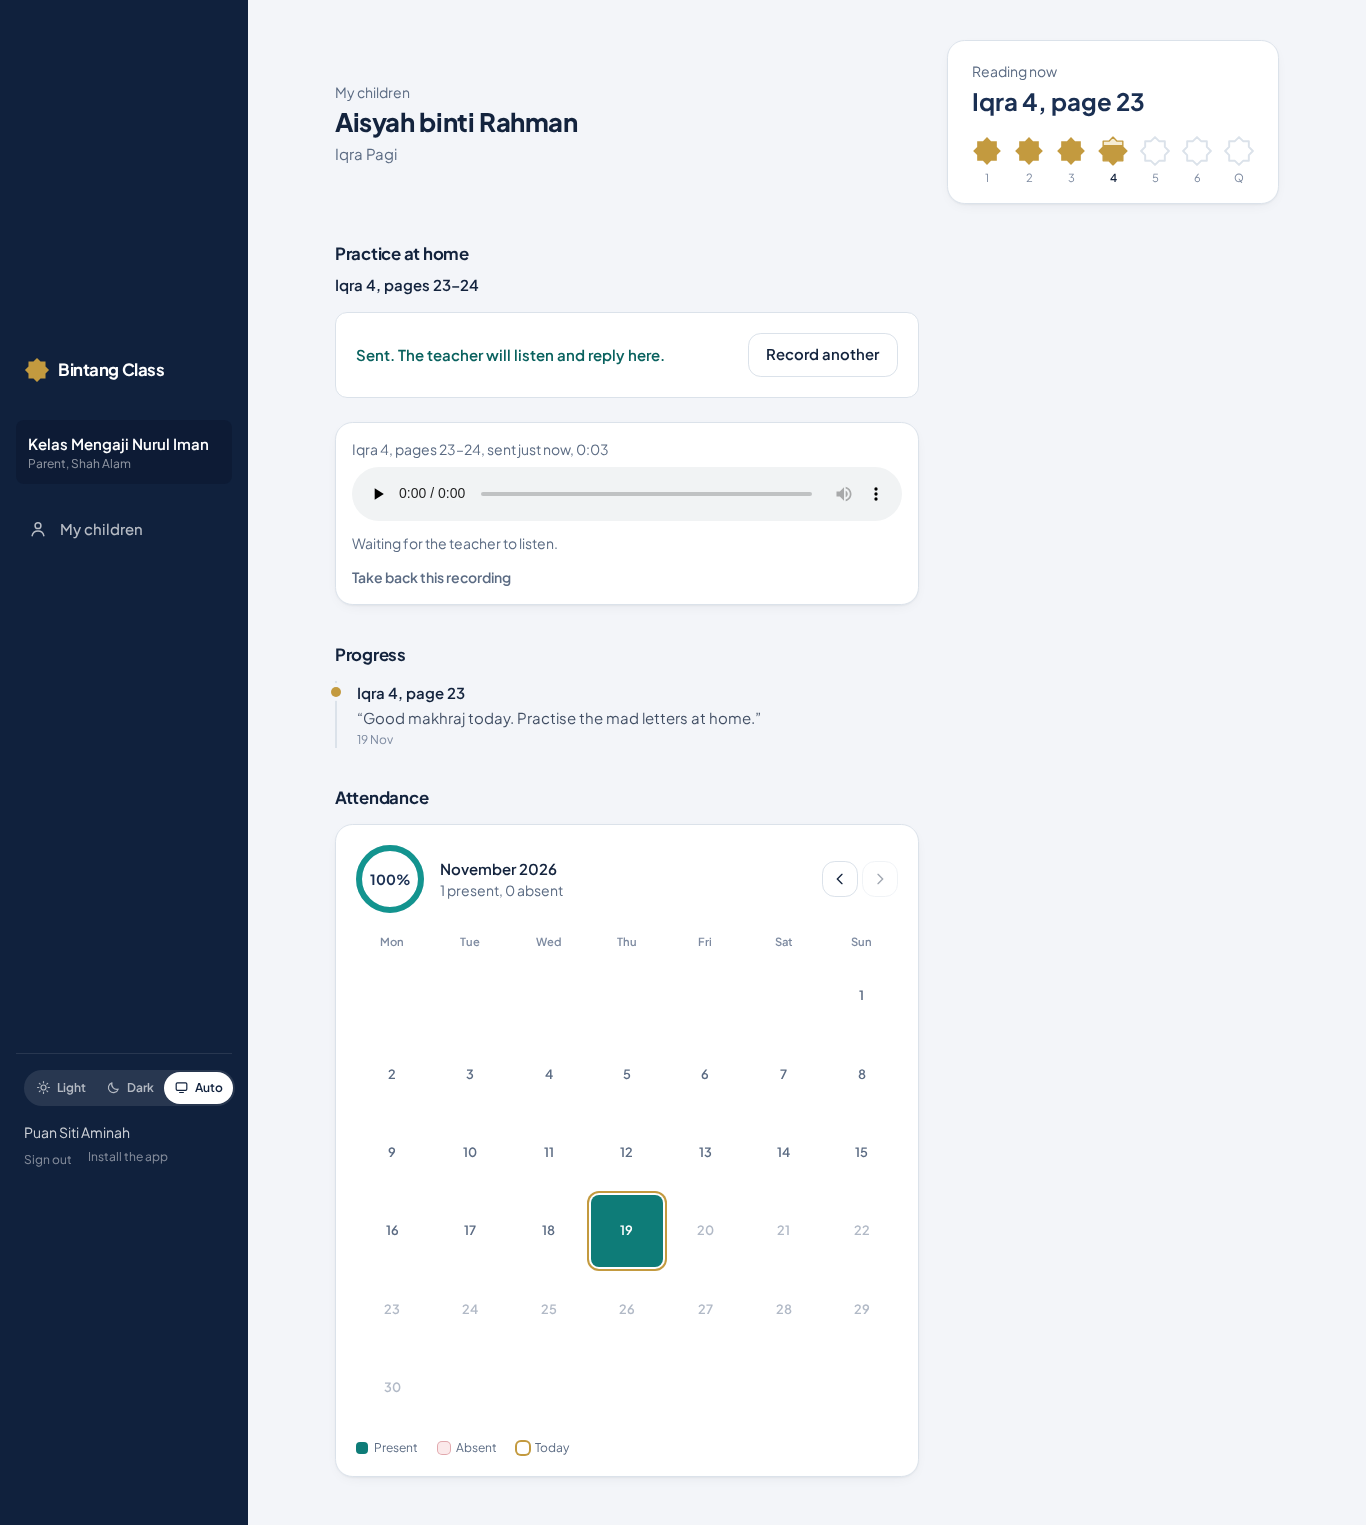 Bintang Class
Kelas Mengaji Nurul Iman
Parent, Shah Alam
My children
Light Dark Auto
Puan Siti Aminah
Sign out Install the app
My children
Aisyah binti Rahman
Iqra Pagi
Reading now
Iqra 4, page 23
1 2 3 4 5 6 Q
Practice at home
Iqra 4, pages 23–24
Sent. The teacher will listen and reply here.
Record another
Iqra 4, pages 23–24, sent just now, 0:03
0:00 / 0:00
Waiting for the teacher to listen.
Take back this recording
Progress
Iqra 4, page 23
“Good makhraj today. Practise the mad letters at home.”
19 Nov
Attendance
100%
November 2026
1 present, 0 absent
Mon Tue Wed Thu Fri Sat Sun
1
2 3 4 5 6 7 8
9 10 11 12 13 14 15
16 17 18 19 20 21 22
23 24 25 26 27 28 29
30
Present Absent Today